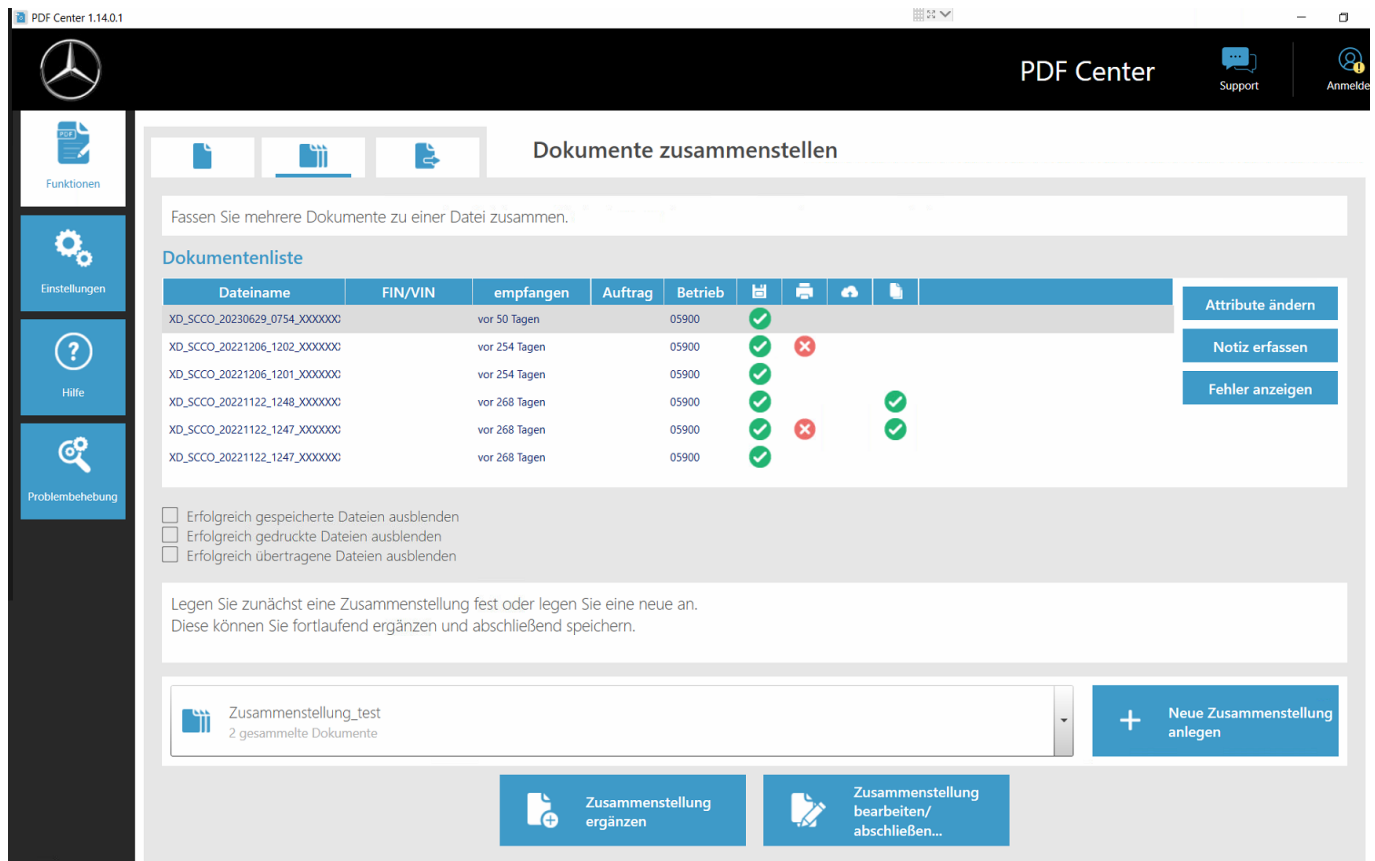 PDF Center 1.14.0.1
PDF Center
Support
Anmelde
Funktionen
Einstellungen
Hilfe
Problembehebung
Dokumente zusammenstellen
Fassen Sie mehrere Dokumente zu einer Datei zusammen.
Dokumentenliste
Dateiname FIN/VIN empfangen Auftrag Betrieb
XD_SCCO_20230629_0754_XXXXXX vor 50 Tagen 05900
XD_SCCO_20221206_1202_XXXXXX vor 254 Tagen 05900
XD_SCCO_20221206_1201_XXXXXX vor 254 Tagen 05900
XD_SCCO_20221122_1248_XXXXXX vor 268 Tagen 05900
XD_SCCO_20221122_1247_XXXXXX vor 268 Tagen 05900
XD_SCCO_20221122_1247_XXXXXX vor 268 Tagen 05900
Attribute ändern
Notiz erfassen
Fehler anzeigen
Erfolgreich gespeicherte Dateien ausblenden
Erfolgreich gedruckte Dateien ausblenden
Erfolgreich übertragene Dateien ausblenden
Legen Sie zunächst eine Zusammenstellung fest oder legen Sie eine neue an.
Diese können Sie fortlaufend ergänzen und abschließend speichern.
Zusammenstellung_test
2 gesammelte Dokumente
Neue Zusammenstellung
anlegen
Zusammenstellung
ergänzen
Zusammenstellung
bearbeiten/
abschließen...